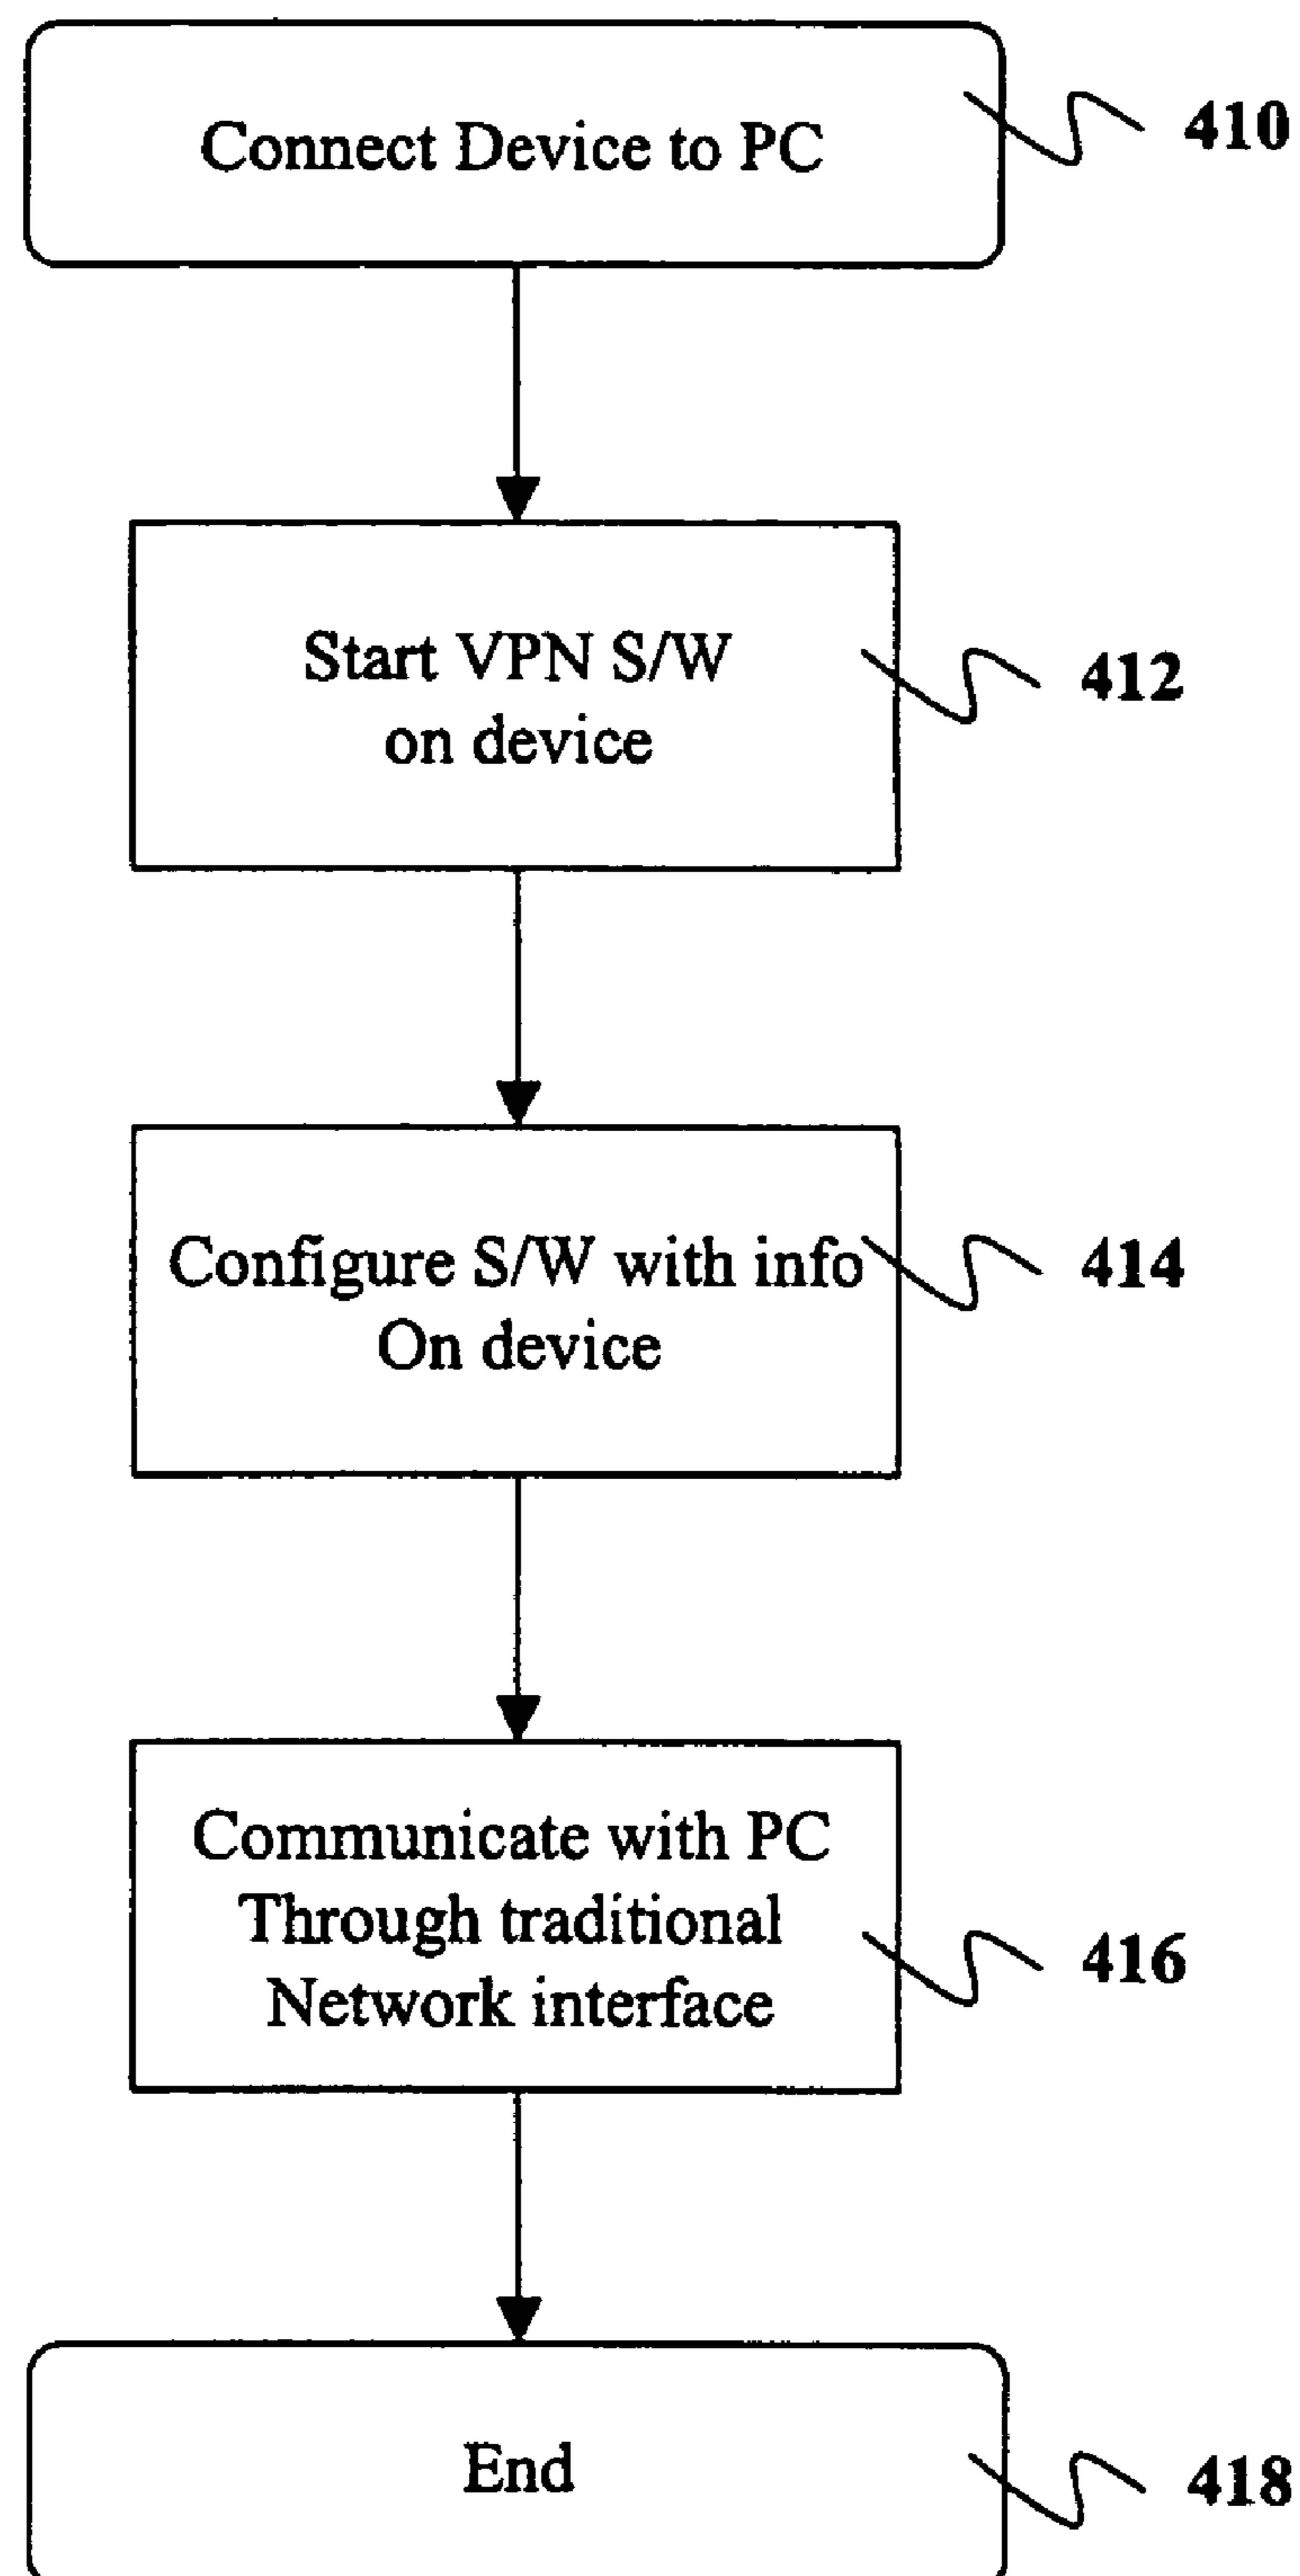 Connect Device to PC
410
Start VPN S/W
on device
412
Configure S/W with info
On device
414
Communicate with PC
Through traditional
Network interface
416
End
418